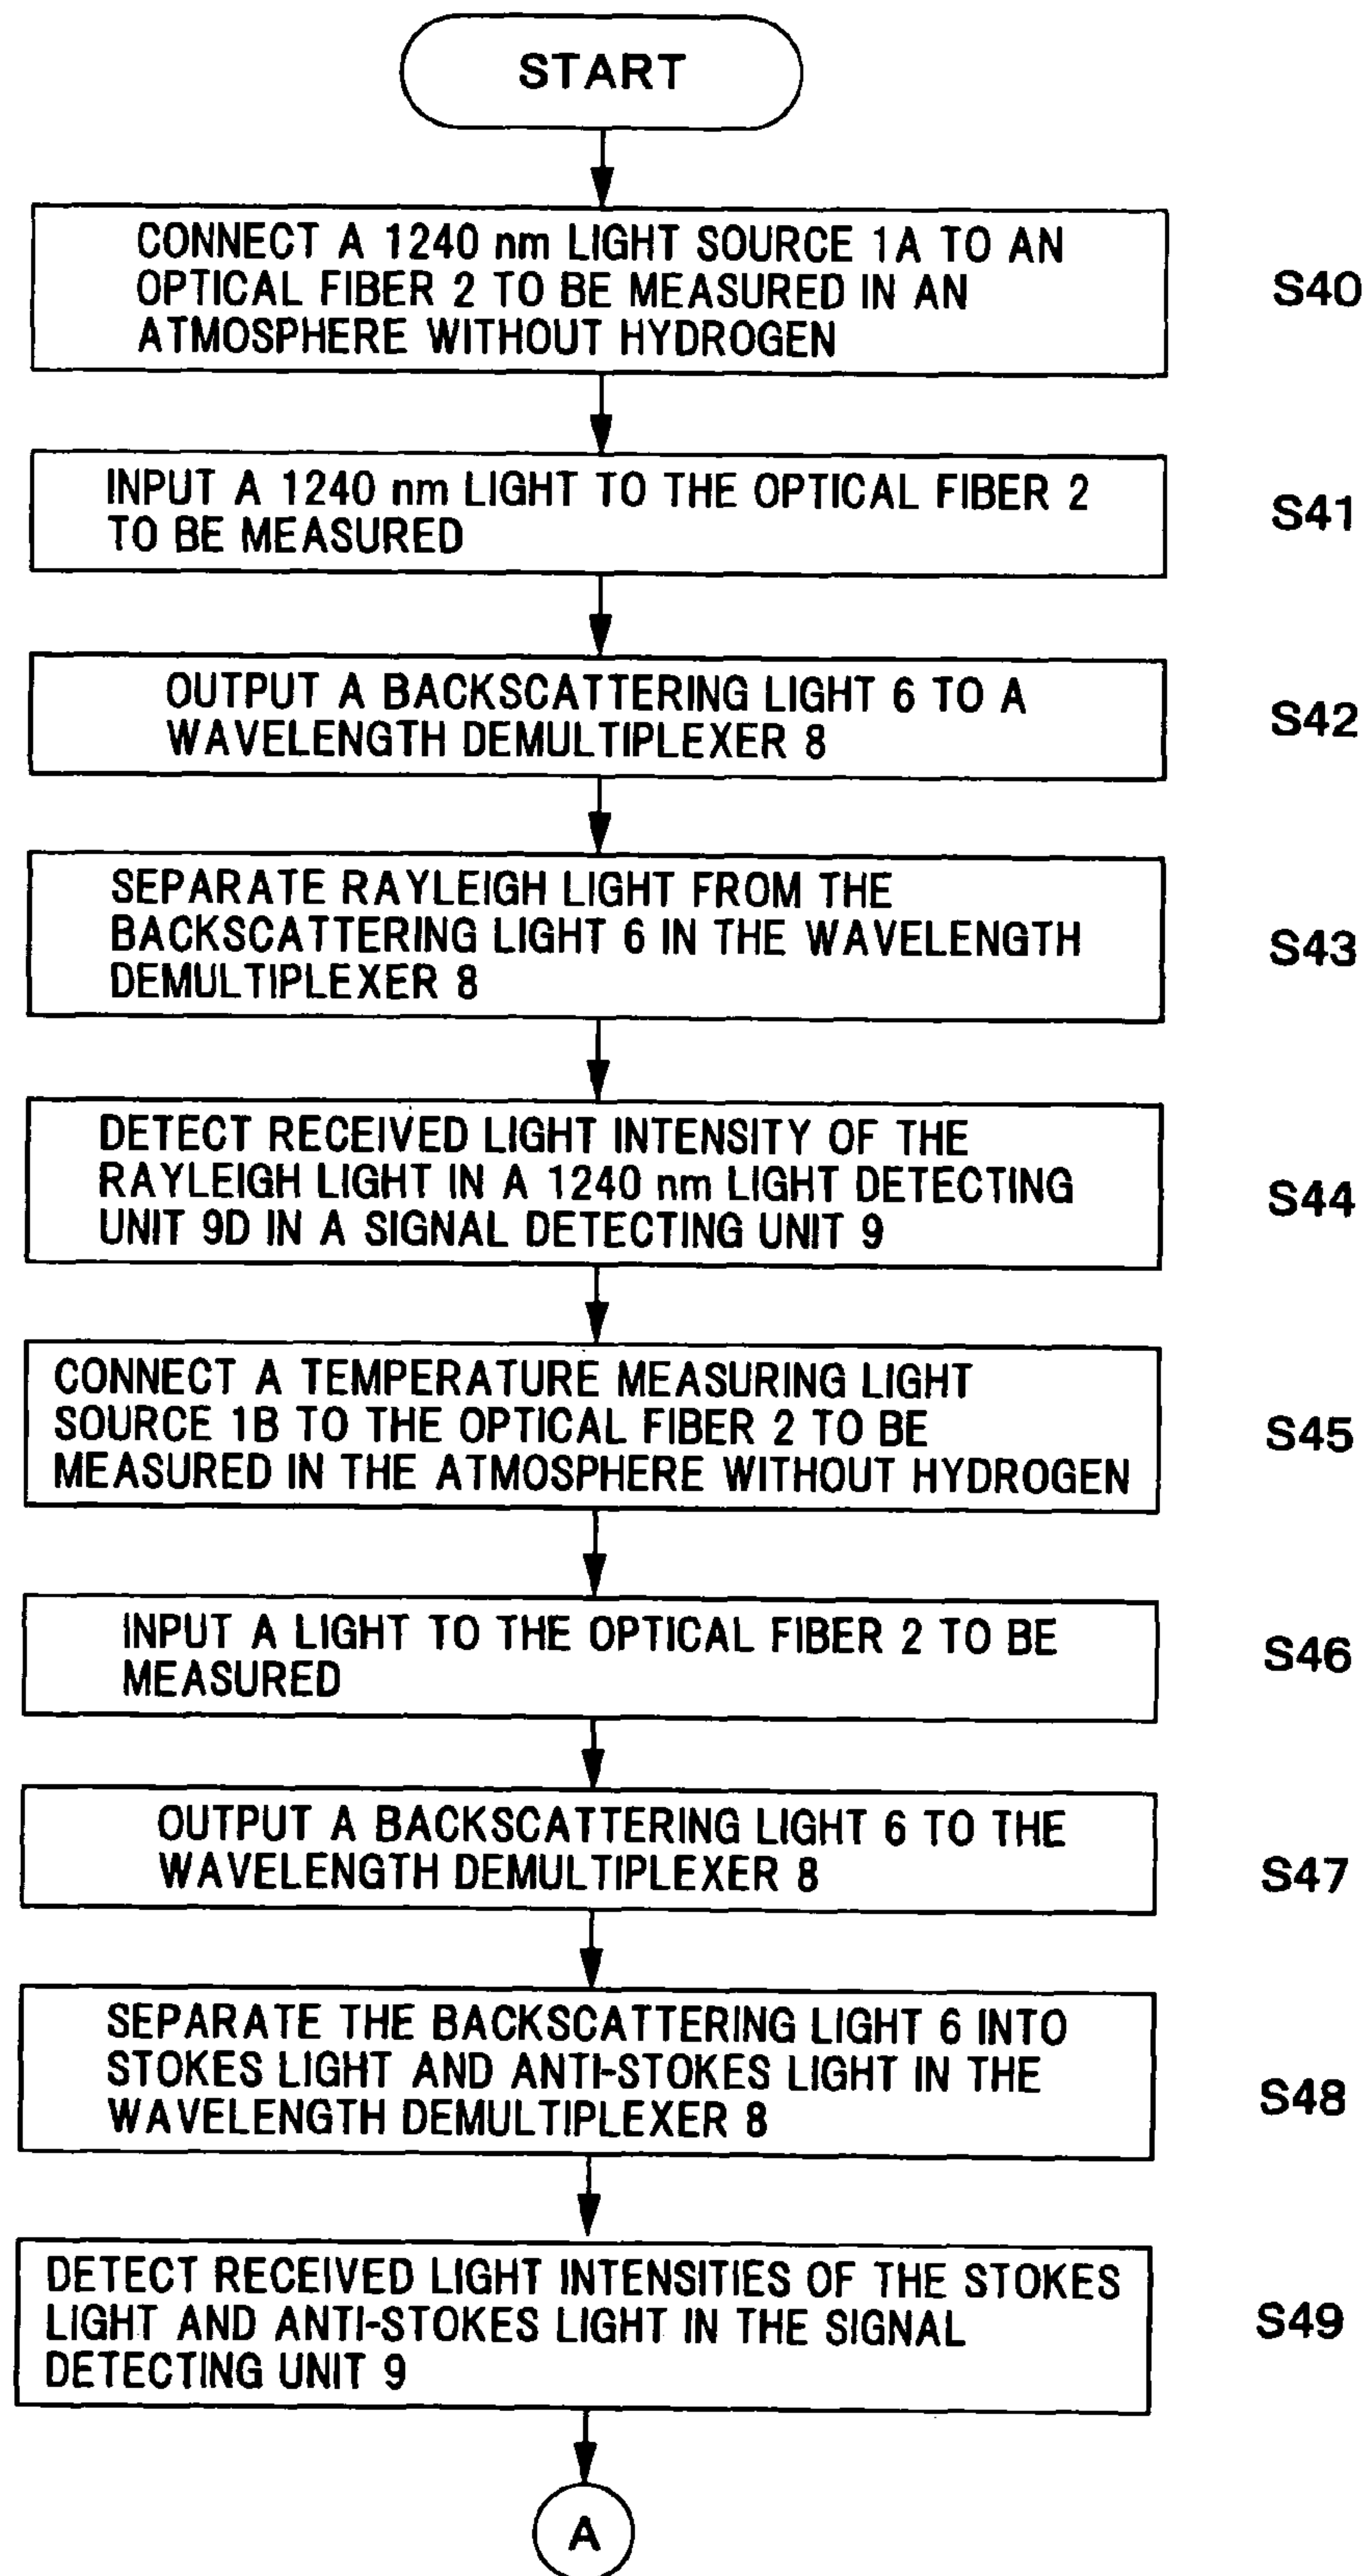 START
CONNECT A 1240 nm LIGHT SOURCE 1A TO AN
OPTICAL FIBER 2 TO BE MEASURED IN AN
ATMOSPHERE WITHOUT HYDROGEN
S40
INPUT A 1240 nm LIGHT TO THE OPTICAL FIBER 2
TO BE MEASURED
S41
OUTPUT A BACKSCATTERING LIGHT 6 TO A
WAVELENGTH DEMULTIPLEXER 8
S42
SEPARATE RAYLEIGH LIGHT FROM THE
BACKSCATTERING LIGHT 6 IN THE WAVELENGTH
DEMULTIPLEXER 8
S43
DETECT RECEIVED LIGHT INTENSITY OF THE
RAYLEIGH LIGHT IN A 1240 nm LIGHT DETECTING
UNIT 9D IN A SIGNAL DETECTING UNIT 9
S44
CONNECT A TEMPERATURE MEASURING LIGHT
SOURCE 1B TO THE OPTICAL FIBER 2 TO BE
MEASURED IN THE ATMOSPHERE WITHOUT HYDROGEN
S45
INPUT A LIGHT TO THE OPTICAL FIBER 2 TO BE
MEASURED
S46
OUTPUT A BACKSCATTERING LIGHT 6 TO THE
WAVELENGTH DEMULTIPLEXER 8
S47
SEPARATE THE BACKSCATTERING LIGHT 6 INTO
STOKES LIGHT AND ANTI-STOKES LIGHT IN THE
WAVELENGTH DEMULTIPLEXER 8
S48
DETECT RECEIVED LIGHT INTENSITIES OF THE STOKES
LIGHT AND ANTI-STOKES LIGHT IN THE SIGNAL
DETECTING UNIT 9
S49
A